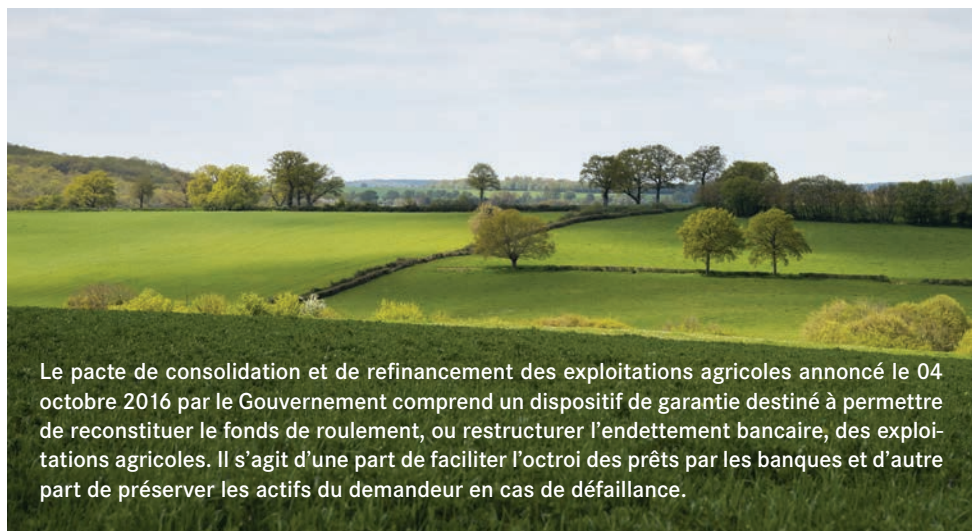 Le pacte de consolidation et de refinancement des exploitations agricoles annoncé le 04
octobre 2016 par le Gouvernement comprend un dispositif de garantie destiné à permettre
de reconstituer le fonds de roulement, ou restructurer l’endettement bancaire, des exploi-
tations agricoles. Il s’agit d’une part de faciliter l’octroi des prêts par les banques et d’autre
part de préserver les actifs du demandeur en cas de défaillance.